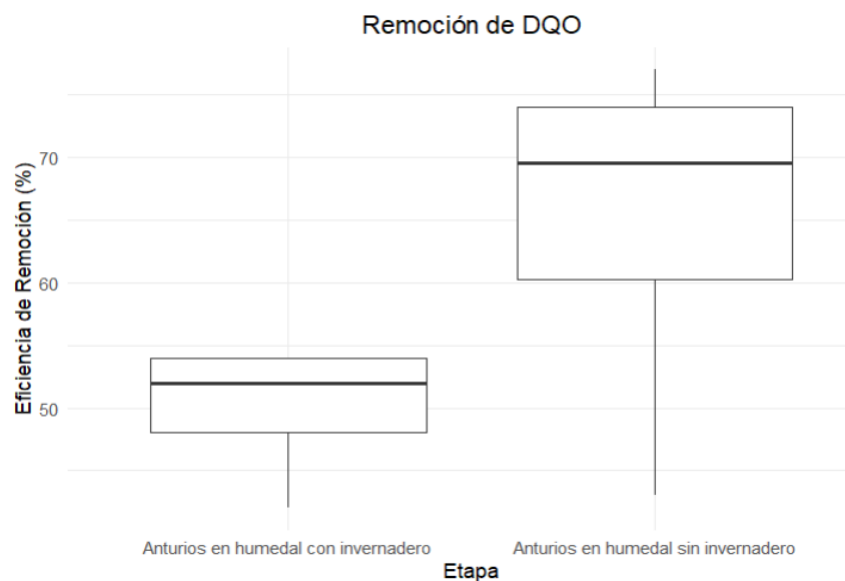 Remoción de DQO
Eficiencia de Remoción (%)
70
60
50
Anturios en humedal con invernadero
Anturios en humedal sin invernadero
Etapa